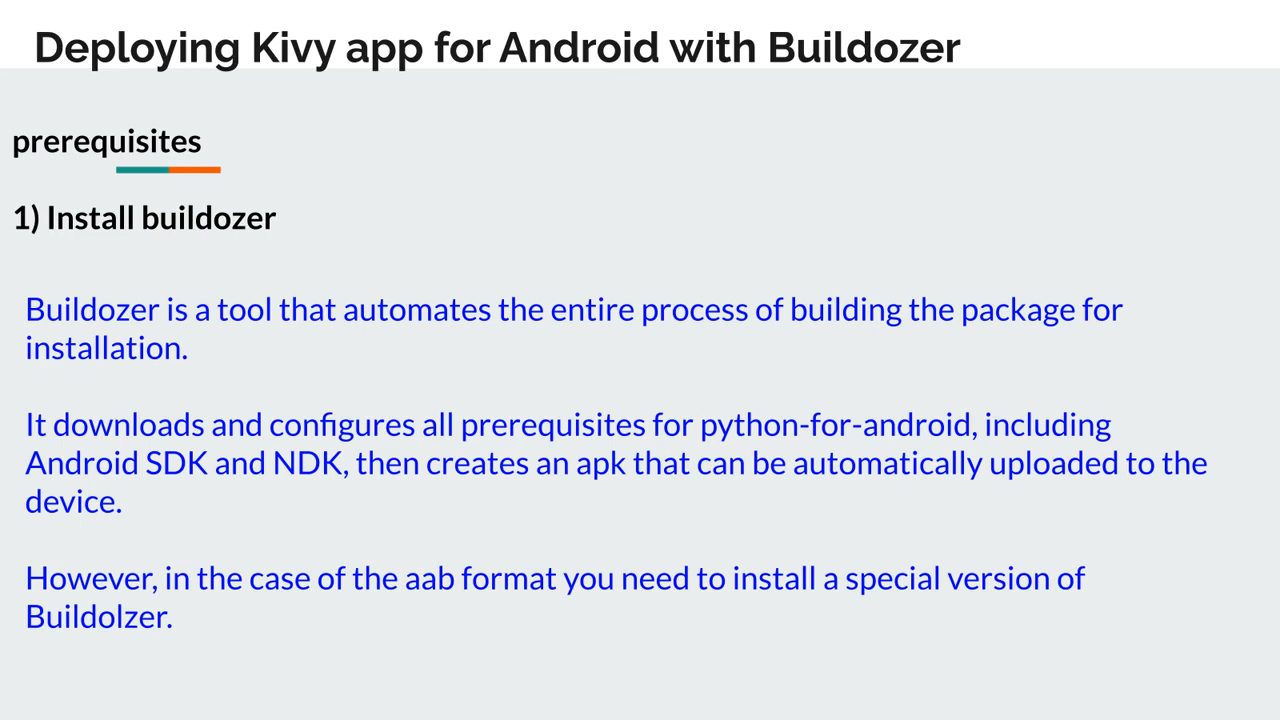 Deploying Kivy app for Android with Buildozer
prerequisites
1) Install buildozer
Buildozer is a tool that automates the entire process of building the package for
installation.
It downloads and configures all prerequisites for python-for-android, including
Android SDK and NDK, then creates an apk that can be automatically uploaded to the
device.
However, in the case of the aab format you need to install a special version of
Buildolzer.